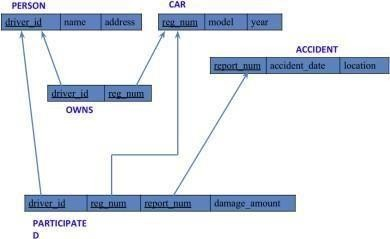 PERSON
driver_id name address
CAR
reg_num model year
ACCIDENT
report_num accident_date location
driver_id reg_num
OWNS
driver_id reg_num report_num damage_amount
PARTICIPATE
D